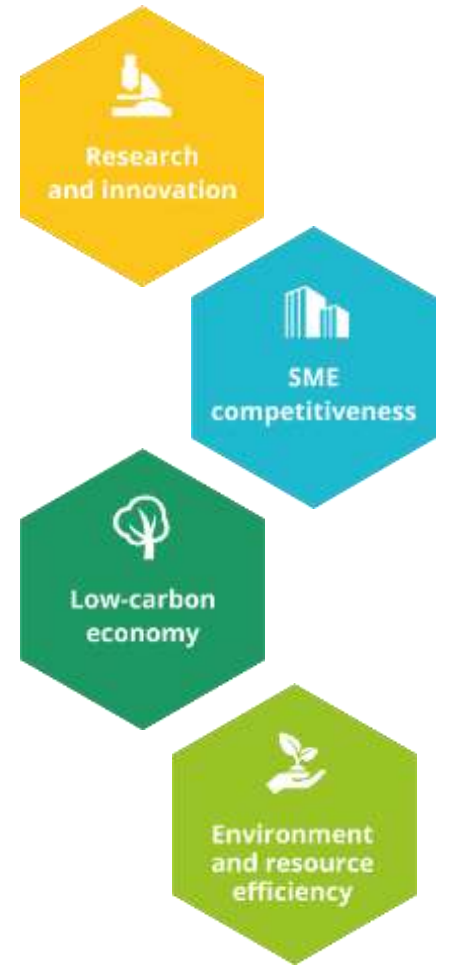 Research
and innovation
SME
competitiveness
Low-carbon
economy
Environment
and resource
efficiency